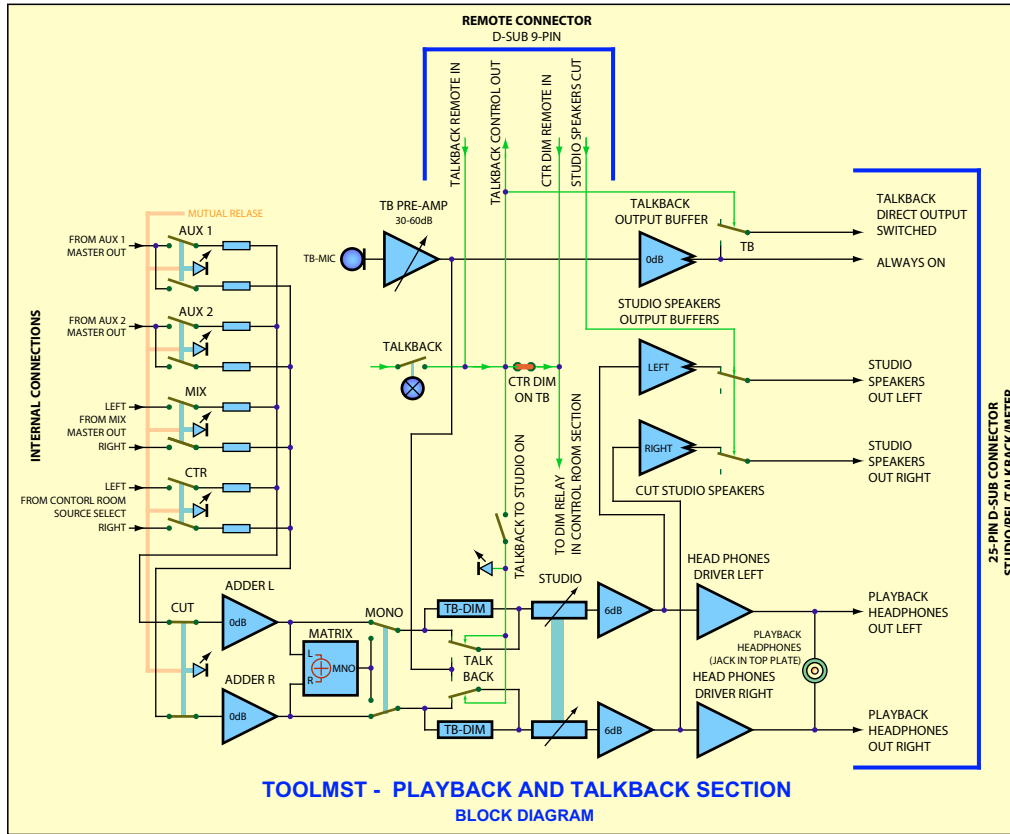 REMOTE CONNECTOR
D-SUB 9-PIN
TALKBACK REMOTE IN
TALKBACK CONTROL OUT
CTR DIM REMOTE IN
STUDIO SPEAKERS CUT
MUTUAL RELASE
FROM AUX 1
MASTER OUT
AUX 1
FROM AUX 2
MASTER OUT
AUX 2
INTERNAL CONNECTIONS
LEFT
FROM MIX
MASTER OUT
RIGHT
MIX
LEFT
FROM CONTORL ROOM
SOURCE SELECT
RIGHT
CTR
TB PRE-AMP
30-60dB
TB-MIC
TALKBACK
OUTPUT BUFFER
0dB
TB
TALKBACK
DIRECT OUTPUT
SWITCHED
ALWAYS ON
STUDIO SPEAKERS
OUTPUT BUFFERS
TALKBACK
CTR DIM
ON TB
LEFT
RIGHT
CUT STUDIO SPEAKERS
STUDIO
SPEAKERS
OUT LEFT
STUDIO
SPEAKERS
OUT RIGHT
25-PIN D-SUB CONNECTOR
STUDIO/REL/TALKBACK/METER
TALKBACK TO STUDIO ON
TO DIM RELAY
IN CONTROL ROOM SECTION
CUT
ADDER L
0dB
ADDER R
0dB
MONO
MATRIX
L
R
MNO
TB-DIM
TALK
BACK
TB-DIM
STUDIO
6dB
6dB
HEAD PHONES
DRIVER LEFT
PLAYBACK
HEADPHONES
(JACK IN TOP PLATE)
HEAD PHONES
DRIVER RIGHT
PLAYBACK
HEADPHONES
OUT LEFT
PLAYBACK
HEADPHONES
OUT RIGHT
TOOLMST - PLAYBACK AND TALKBACK SECTION
BLOCK DIAGRAM